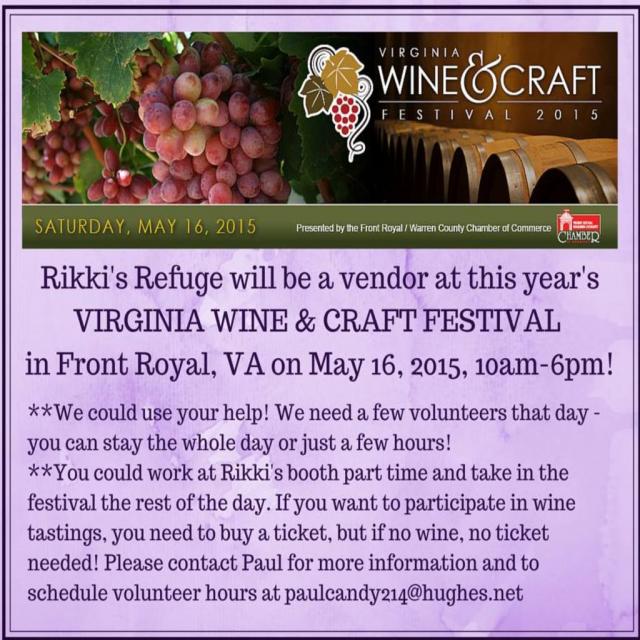 VIRGINIA
WINE & CRAFT
FESTIVAL 2015
SATURDAY, MAY 16, 2015
Presented by the Front Royal / Warren County Chamber of Commerce
CHAMBER
Rikki's Refuge will be a vendor at this year's
VIRGINIA WINE & CRAFT FESTIVAL
in Front Royal, VA on May 16, 2015, 10am-6pm!
**We could use your help! We need a few volunteers that day -
you can stay the whole day or just a few hours!
**You could work at Rikki's booth part time and take in the
festival the rest of the day. If you want to participate in wine
tastings, you need to buy a ticket, but if no wine, no ticket
needed! Please contact Paul for more information and to
schedule volunteer hours at paulcandy214@hughes.net